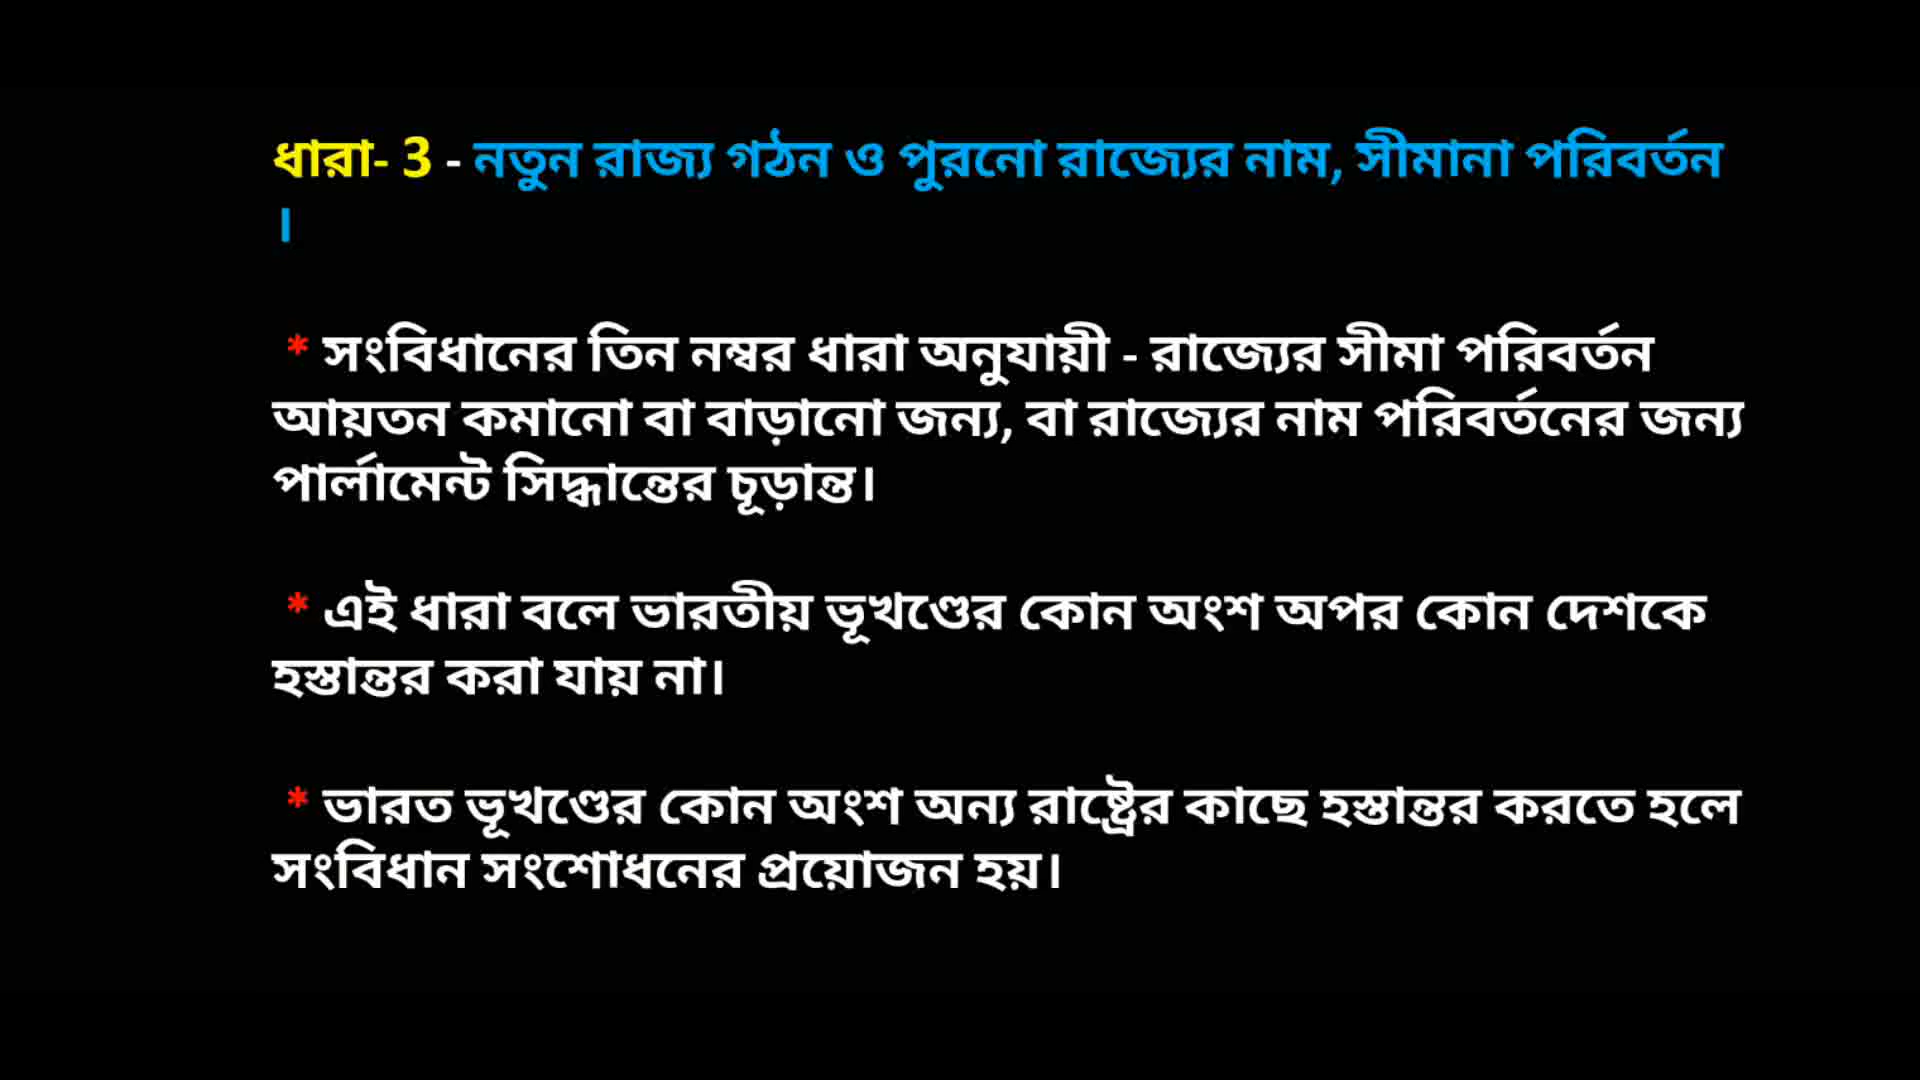 ধারা- 3 - নতুন রাজ্য গঠন ও পুরনো রাজ্যের নাম, সীমানা পরিবর্তন
।
* সংবিধানের তিন নম্বর ধারা অনুযায়ী - রাজ্যের সীমা পরিবর্তন
আয়তন কমানো বা বাড়ানো জন্য, বা রাজ্যের নাম পরিবর্তনের জন্য
পার্লামেন্ট সিদ্ধান্তের চূড়ান্ত।
* এই ধারা বলে ভারতীয় ভূখণ্ডের কোন অংশ অপর কোন দেশকে
হস্তান্তর করা যায় না।
* ভারত ভূখণ্ডের কোন অংশ অন্য রাষ্ট্রের কাছে হস্তান্তর করতে হলে
সংবিধান সংশোধনের প্রয়োজন হয়।